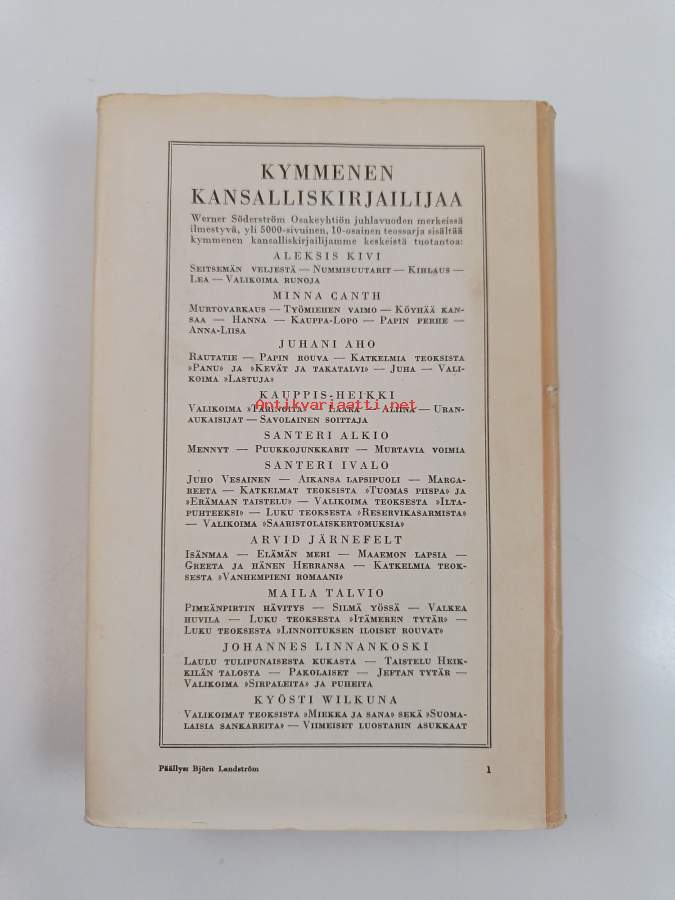 KYMMENEN
KANSALLISKIRJAILIJAA
Werner Söderström Osakeyhtiön juhlavuoden merkeissä
ilmestyvä, yli 5000-sivuinen, 10-osainen teossarja sisältää
kymmenen kansalliskirjailijamme keskeistä tuotantoa:
ALEKSIS KIVI
SEITSEMÄN VELJESTÄ — NUMMISUUTARIT — KIHLAUS —
LEA — VALIKOIMA RUNOJA
MINNA CANTH
MURTOVARKAUS — TYÖMIEHEN VAIMO — KÖYHÄÄ KAN-
SAA — HANNA — KAUPPA-LOPO — PAPIN PERHE —
ANNA-LIISA
JUHANI AHO
RAUTATIE — PAPIN ROUVA — KATKELMIA TEOKSISTA
»PANU» JA »KEVÄT JA TAKATALVI» — JUHA — VALI-
KOIMA »LASTUJA»
KAUPPIS-HEIKKI
Antikvariaatti.net
VALIKOIMA »TARINOITA» — LAARA — ALIINA — URAN-
AUKAISIJAT — SAVOLAINEN SOITTAJA
SANTERI ALKIO
MENNYT — PUUKKOJUNKKARIT — MURTAVIA VOIMIA
SANTERI IVALO
JUHO VESAINEN — AIKANSA LAPSIPUOLI — MARGA-
REETA — KATKELMAT TEOKSISTA »TUOMAS PIISPA» JA
»ERÄMAAN TAISTELU» — VALIKOIMA TEOKSESTA »ILTA-
PUHTEEKSI» — LUKU TEOKSESTA »RESERVIKASARMISTA»
— VALIKOIMA »SAARISTOLAISKERTOMUKSIA»
ARVID JÄRNEFELT
ISÄNMAA — ELÄMÄN MERI — MAAEMON LAPSIA —
GREETA JA HÄNEN HERRANSA — KATKELMIA TEOK-
SESTA »VANHEMPIENI ROMAANI»
MAILA TALVIO
PIMEÄNPIRTIN HÄVITYS — SILMÄ YÖSSÄ — VALKEA
HUVILA — LUKU TEOKSESTA »ITÄMEREN TYTÄR» —
LUKU TEOKSESTA »LINNOITUKSEN ILOISET ROUVAT»
JOHANNES LINNANKOSKI
LAULU TULIPUNAISESTA KUKASTA — TAISTELU HEIK-
KILÄN TALOSTA — PAKOLAISET — JEFTAN TYTÄR —
VALIKOIMA »SIRPALEITA» JA PUHEITA
KYÖSTI WILKUNA
VALIKOIMAT TEOKSISTA »MIEKKA JA SANA» SEKÄ »SUOMA-
LAISIA SANKAREITA» — VIIMEISET LUOSTARIN ASUKKAAT
Päällys: Björn Landström
1